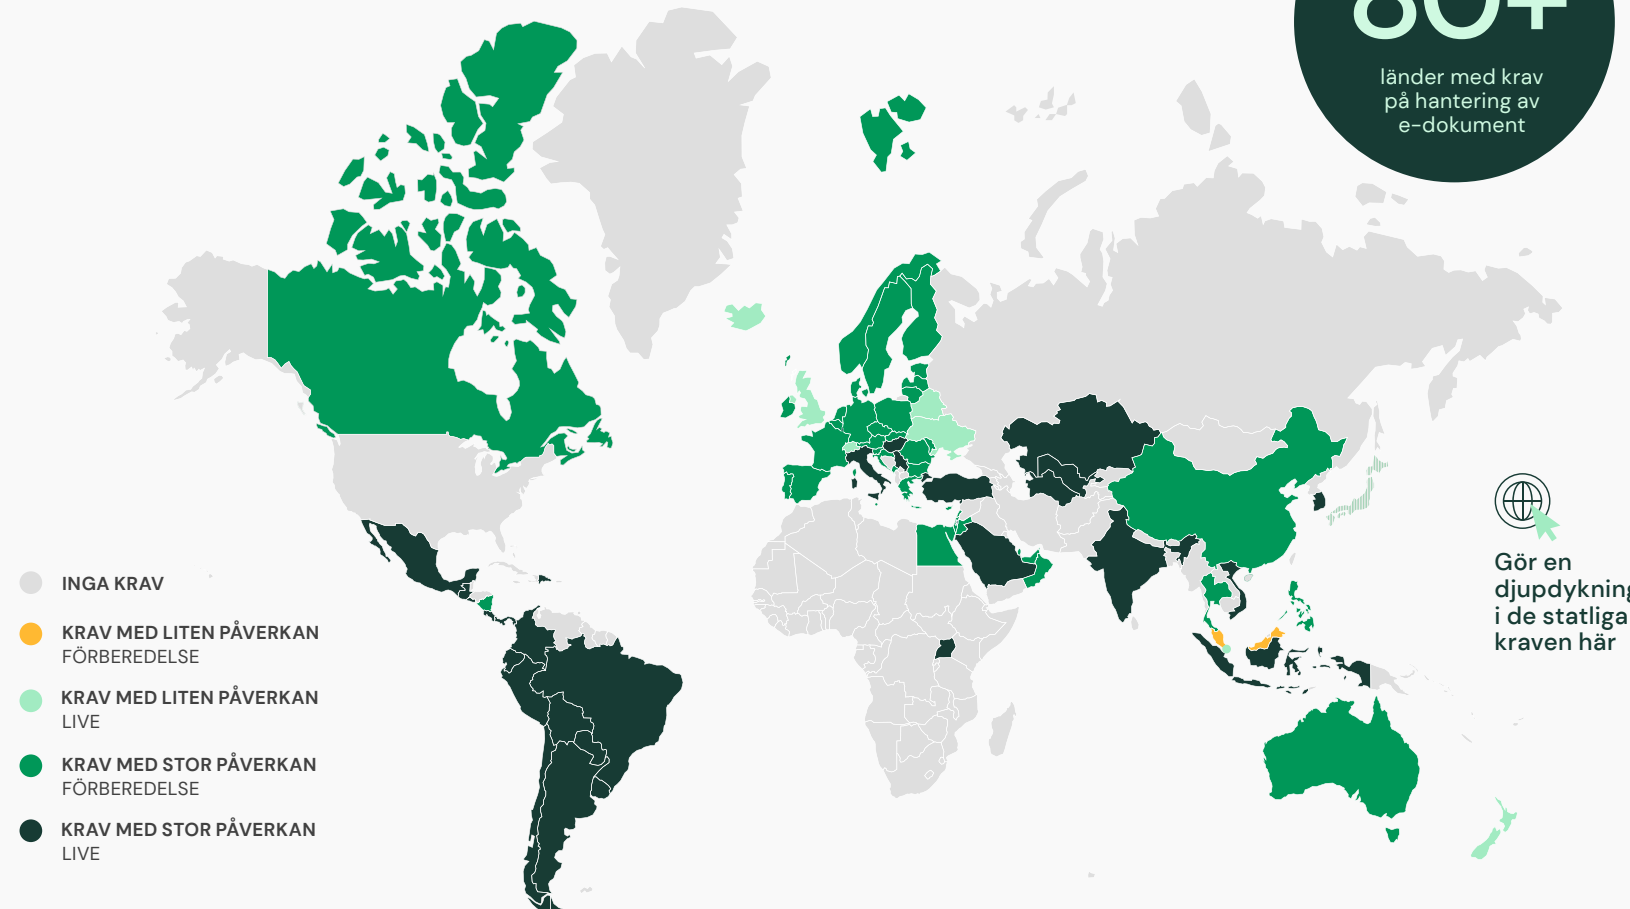 80+
länder med krav
på hantering av
e-dokument
INGA KRAV
KRAV MED LITEN PÅVERKAN
FÖRBEREDELSE
KRAV MED LITEN PÅVERKAN
LIVE
KRAV MED STOR PÅVERKAN
FÖRBEREDELSE
KRAV MED STOR PÅVERKAN
LIVE
Gör en
djupdykning
i de statliga
kraven här